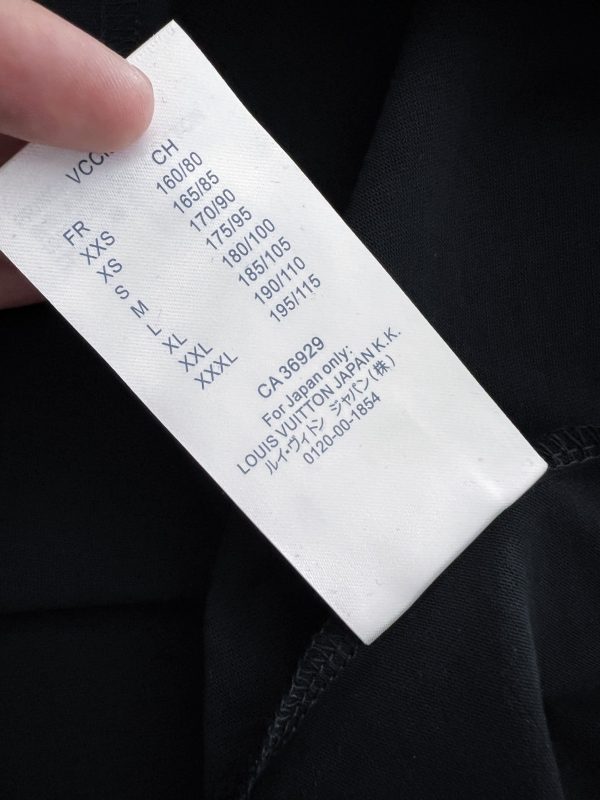 FR CH
XXS 160/80
XS 165/85
S 170/90
M 175/95
L 180/100
XL 185/105
XXL 190/110
XXXL 195/115
CA 36929
For Japan only:
LOUIS VUITTON JAPAN K.K.
ルイ・ヴィトン ジャパン(株)
0120-00-1854